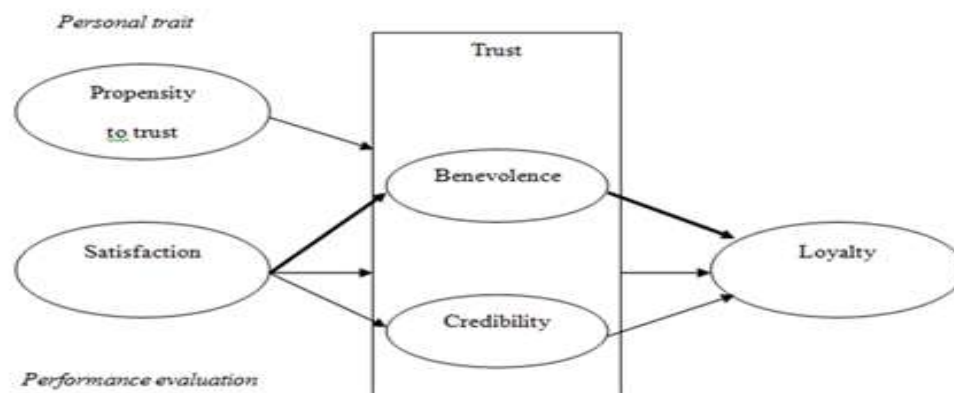 Personal trait
Trust
Propensity
to trust
Benevolence
Satisfaction
Loyalty
Credibility
Performance evaluation